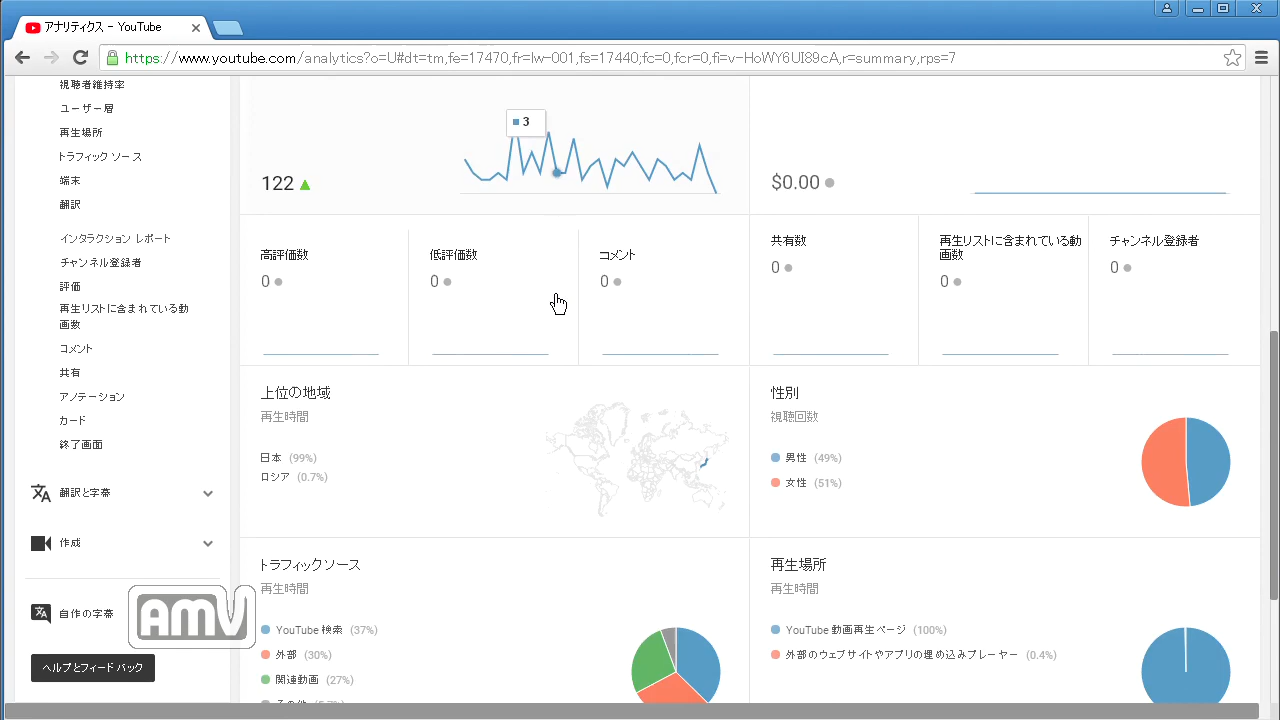 アナリティクス - YouTube
https://www.youtube.com/analytics?o=U#dt=tm,fe=17470,fr=lw-001,fs=17440;fc=0,fcr=0,fi=v-HoWY6UI89cA,r=summary,rps=7
視聴者維持率
ユーザー層
再生場所
トラフィック ソース
端末
翻訳
インタラクション レポート
チャンネル登録者
評価
再生リストに含まれている動
画数
コメント
共有
アノテーション
カード
終了画面
翻訳と字幕
作成
自作の字幕
ヘルプとフィードバック
3
122
$0.00
高評価数
0
低評価数
0
コメント
0
共有数
0
再生リストに含まれている動
画数
0
チャンネル登録者
0
上位の地域
再生時間
日本 (99%)
ロシア (0.7%)
性別
視聴回数
男性 (49%)
女性 (51%)
トラフィックソース
再生時間
YouTube 検索 (37%)
外部 (30%)
関連動画 (27%)
再生場所
再生時間
YouTube 動画再生ページ (100%)
外部のウェブサイトやアプリの埋め込みプレーヤー (0.4%)
AMV